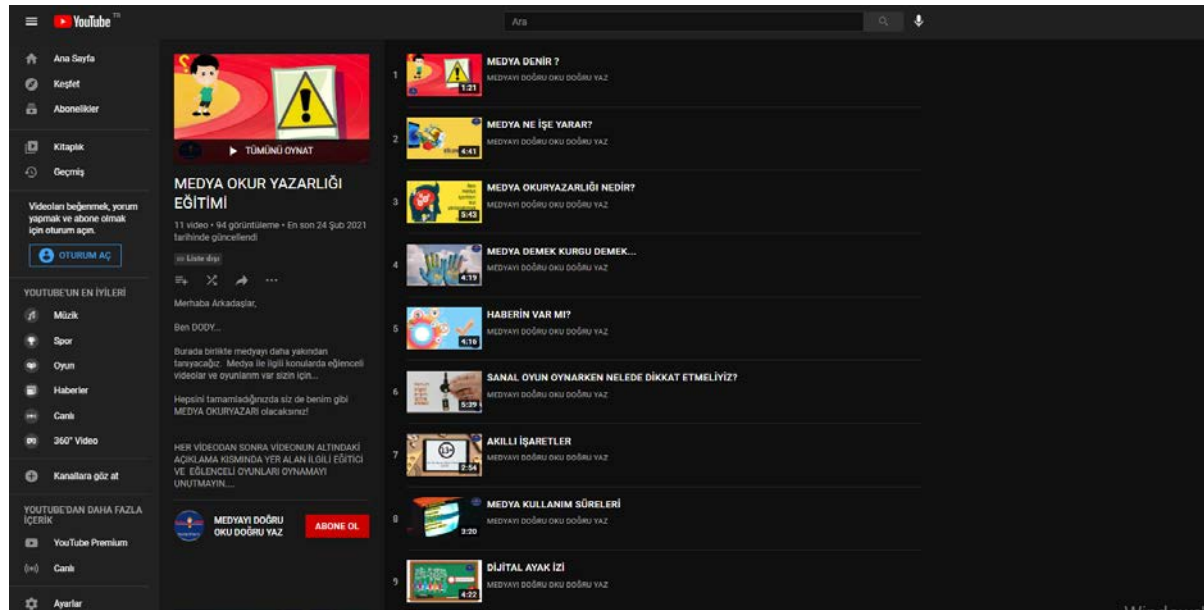 YouTube TR
Ara
Ana Sayfa
Keşfet
Abonelikler
Kitaplık
Geçmiş
Videoları beğenmek, yorum
yapmak ve abone olmak
için oturum açın.
OTURUM AÇ
YOUTUBE'UN EN İYİLERİ
Müzik
Spor
Oyun
Haberler
Canlı
360° Video
Kanallara göz at
YOUTUBE'DAN DAHA FAZLA
İÇERİK
YouTube Premium
Canlı
Ayarlar
TÜMÜNÜ OYNAT
MEDYA OKUR YAZARLIĞI
EĞİTİMİ
11 video • 94 görüntüleme • En son 24 Şub 2021
tarihinde güncellendi
Liste dışı
Merhaba Arkadaşlar,
Ben DODY...
Burada birlikte medyayı daha yakından
tanıyacağız. Medya ile ilgili konularda eğlenceli
videolar ve oyunlarım var sizin için...
Hepsini tamamladığınızda siz de benim gibi
MEDYA OKURYAZARI olacaksınız!
HER VİDEODAN SONRA VİDEONUN ALTINDAKİ
AÇIKLAMA KISMINDA YER ALAN İLGİLİ EĞİTİCİ
VE EĞLENCELİ OYUNLARI OYNAMAYI
UNUTMAYIN....
MEDYAYI DOĞRU
OKU DOĞRU YAZ
ABONE OL
1
1:21
MEDYA DENİR ?
MEDYAYI DOĞRU OKU DOĞRU YAZ
2
4:41
MEDYA NE İŞE YARAR?
MEDYAYI DOĞRU OKU DOĞRU YAZ
3
5:43
MEDYA OKURYAZARLIĞI NEDİR?
MEDYAYI DOĞRU OKU DOĞRU YAZ
4
4:19
MEDYA DEMEK KURGU DEMEK...
MEDYAYI DOĞRU OKU DOĞRU YAZ
5
4:16
HABERİN VAR MI?
MEDYAYI DOĞRU OKU DOĞRU YAZ
6
5:39
SANAL OYUN OYNARKEN NELEDE DİKKAT ETMELİYİZ?
MEDYAYI DOĞRU OKU DOĞRU YAZ
7
13+
2:54
AKILLI İŞARETLER
MEDYAYI DOĞRU OKU DOĞRU YAZ
8
3:20
MEDYA KULLANIM SÜRELERİ
MEDYAYI DOĞRU OKU DOĞRU YAZ
9
4:22
DİJİTAL AYAK İZİ
MEDYAYI DOĞRU OKU DOĞRU YAZ